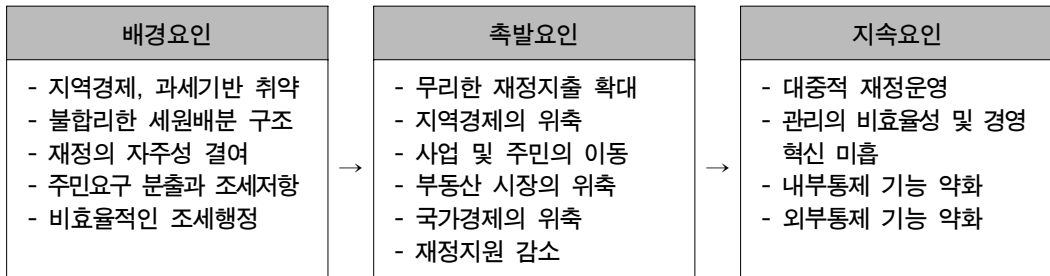 배경요인
- 지역경제, 과세기반 취약
- 불합리한 세원배분 구조
- 재정의 자주성 결여
- 주민요구 분출과 조세저항
- 비효율적인 조세행정
→
촉발요인
- 무리한 재정지출 확대
- 지역경제의 위축
- 사업 및 주민의 이동
- 부동산 시장의 위축
- 국가경제의 위축
- 재정지원 감소
→
지속요인
- 대중적 재정운영
- 관리의 비효율성 및 경영
혁신 미흡
- 내부통제 기능 약화
- 외부통제 기능 약화